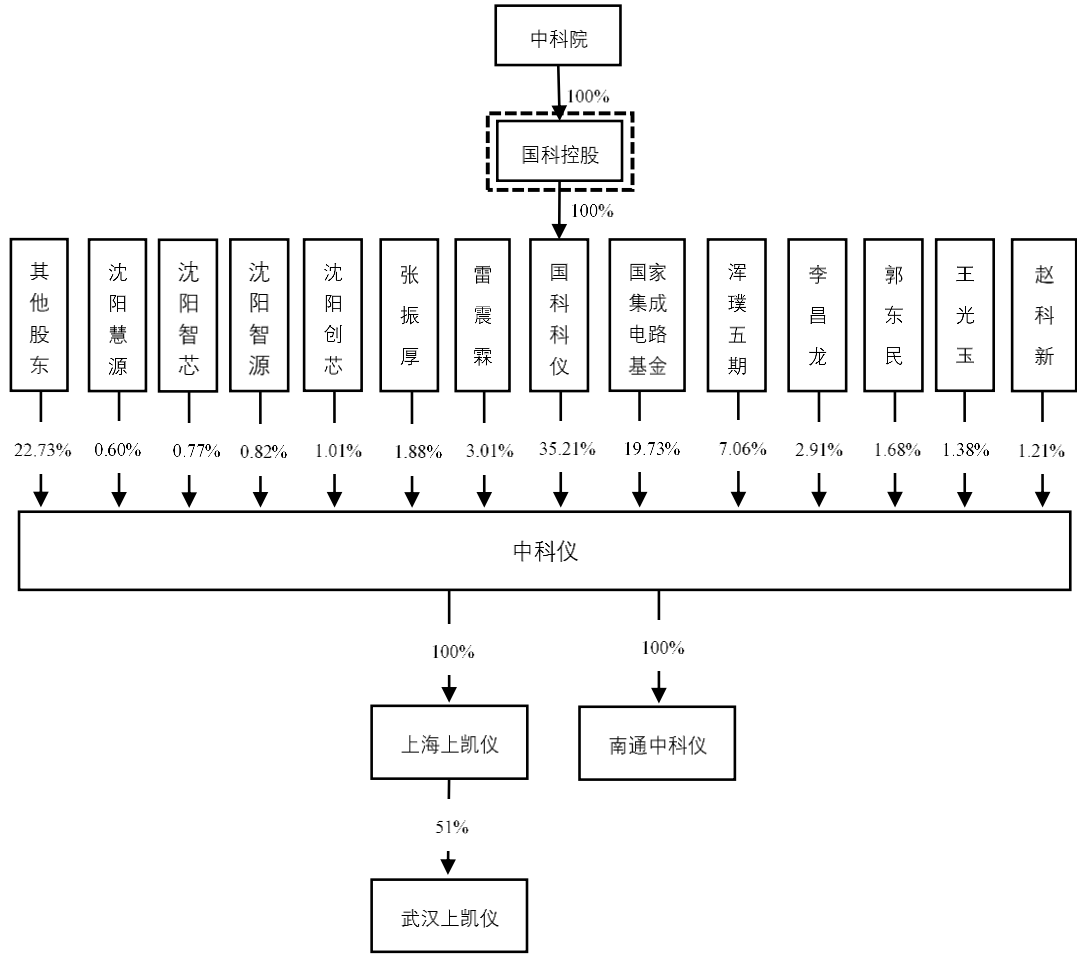 中科院
100%
国科控股
100%
其他股东
沈阳慧源
沈阳智芯
沈阳智源
沈阳创芯
张振厚
雷震霖
国科科仪
国家
集成
电路
基金
浑璞五期
李昌龙
郭东民
王光玉
赵科新
22.73%
0.60%
0.77%
0.82%
1.01%
1.88%
3.01%
35.21%
19.73%
7.06%
2.91%
1.68%
1.38%
1.21%
中科仪
100%
100%
上海上凯仪
南通中科仪
51%
武汉上凯仪